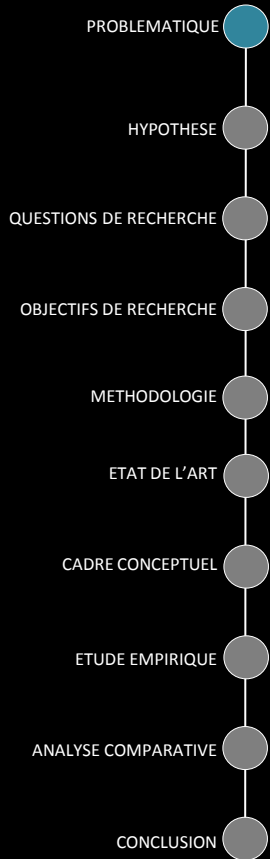 PROBLEMATIQUE
HYPOTHESE
QUESTIONS DE RECHERCHE
OBJECTIFS DE RECHERCHE
METHODOLOGIE
ETAT DE L’ART
CADRE CONCEPTUEL
ETUDE EMPIRIQUE
ANALYSE COMPARATIVE
CONCLUSION